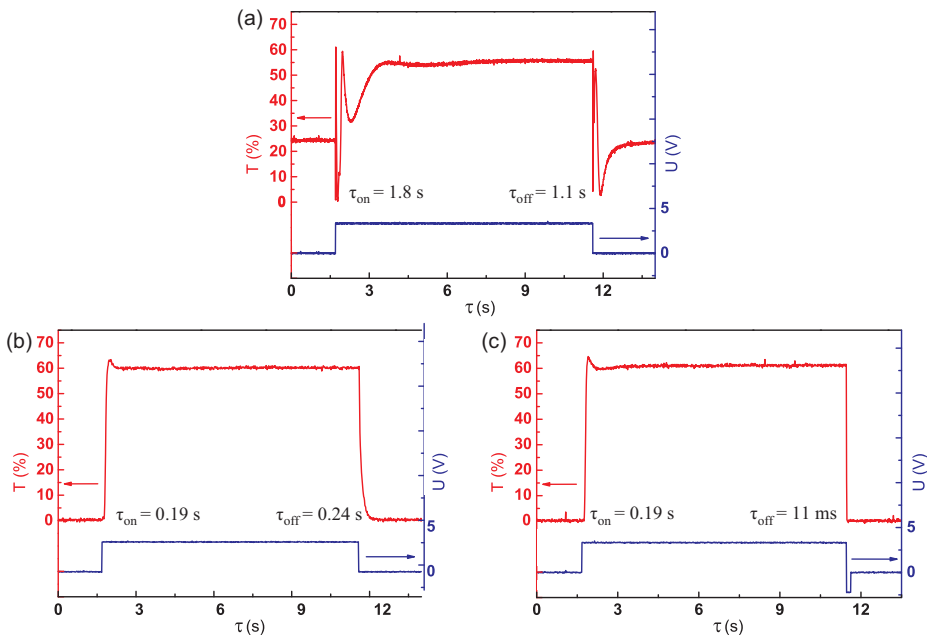 (a)
70
60
50
40
30
20
10
0
T (%)
τon = 1.8 s
τoff = 1.1 s
5
0
U (V)
0 3 6 9 12
τ (s)
(b)
70
60
50
40
30
20
10
0
T (%)
τon = 0.19 s
τoff = 0.24 s
5
0
U (V)
0 3 6 9 12
τ (s)
(c)
70
60
50
40
30
20
10
0
T (%)
τon = 0.19 s
τoff = 11 ms
5
0
U (V)
0 3 6 9 12
τ (s)